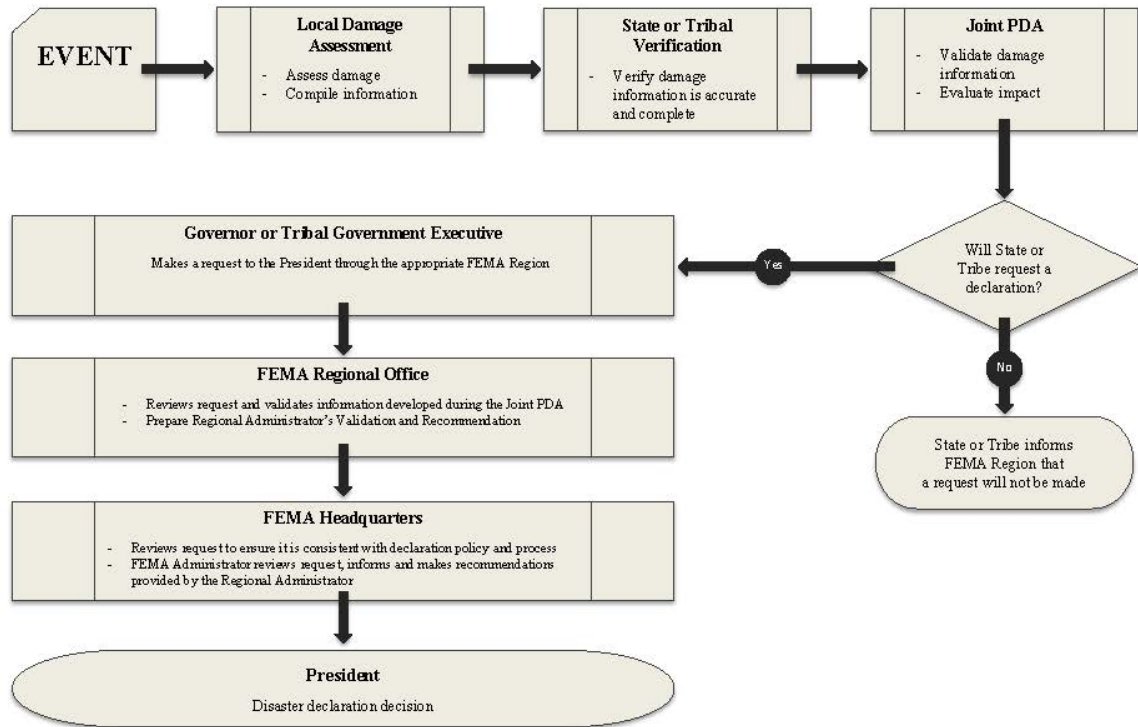 EVENT
Local Damage
Assessment
- Assess damage
- Compile information
State or Tribal
Verification
- Verify damage
information is accurate
and complete
Joint PDA
- Validate damage
information
- Evaluate impact
Will State or
Tribe request a
declaration?
Yes
No
State or Tribe informs
FEMA Region that
a request will not be made
Governor or Tribal Government Executive
Makes a request to the President through the appropriate FEMA Region
FEMA Regional Office
- Reviews request and validates information developed during the Joint PDA
- Prepare Regional Administrator's Validation and Recommendation
FEMA Headquarters
- Reviews request to ensure it is consistent with declaration policy and process
- FEMA Administrator reviews request, informs and makes recommendations
provided by the Regional Administrator
President
Disaster declaration decision